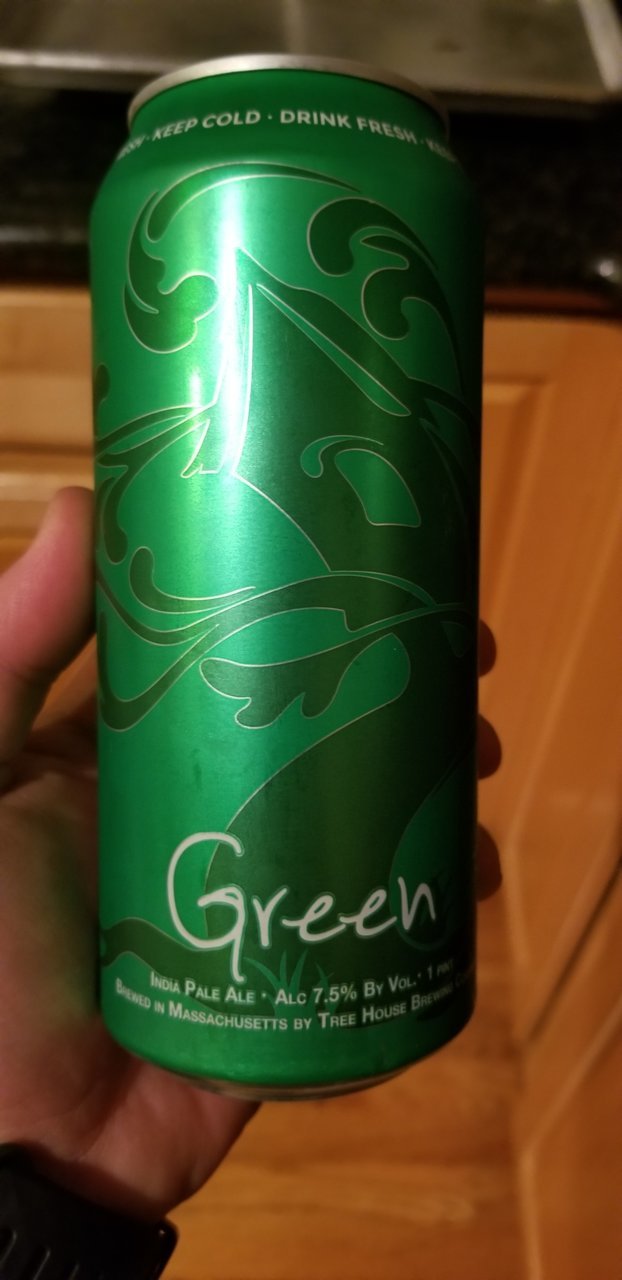 KEEP COLD · DRINK FRESH ·
Green
India Pale Ale · Alc 7.5% By Vol. · 1 pint
Brewed in Massachusetts by Tree House Brewing